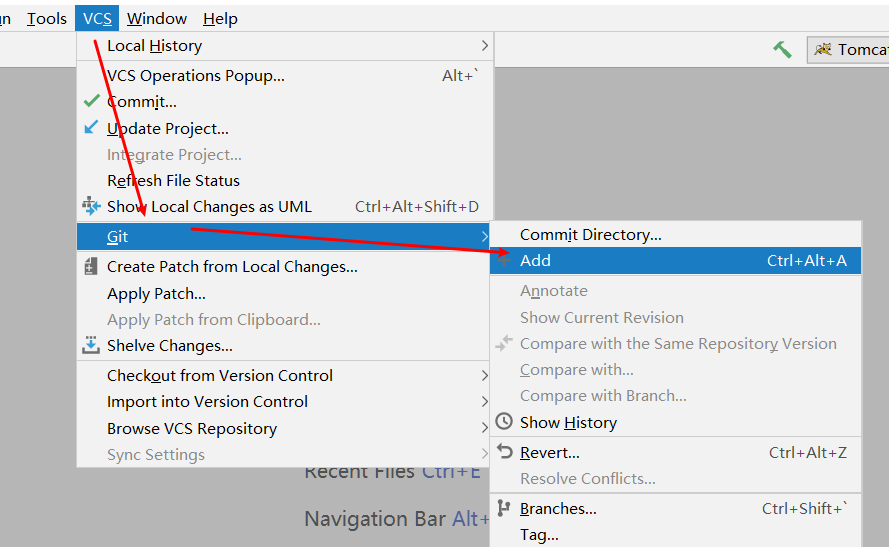 Tools VCS Window Help
Local History
Tomca
VCS Operations Popup... Alt+`
Commit...
Update Project...
Integrate Project...
Refresh File Status
Show Local Changes as UML Ctrl+Alt+Shift+D
Git
Create Patch from Local Changes...
Apply Patch...
Apply Patch from Clipboard...
Shelve Changes...
Checkout from Version Control
Import into Version Control
Browse VCS Repository
Sync Settings
Commit Directory...
Add Ctrl+Alt+A
Annotate
Show Current Revision
Compare with the Same Repository Version
Compare with...
Compare with Branch...
Show History
Revert... Ctrl+Alt+Z
Resolve Conflicts...
Branches... Ctrl+Shift+`
Tag...
Recent Files Ctrl+E
Navigation Bar Alt+